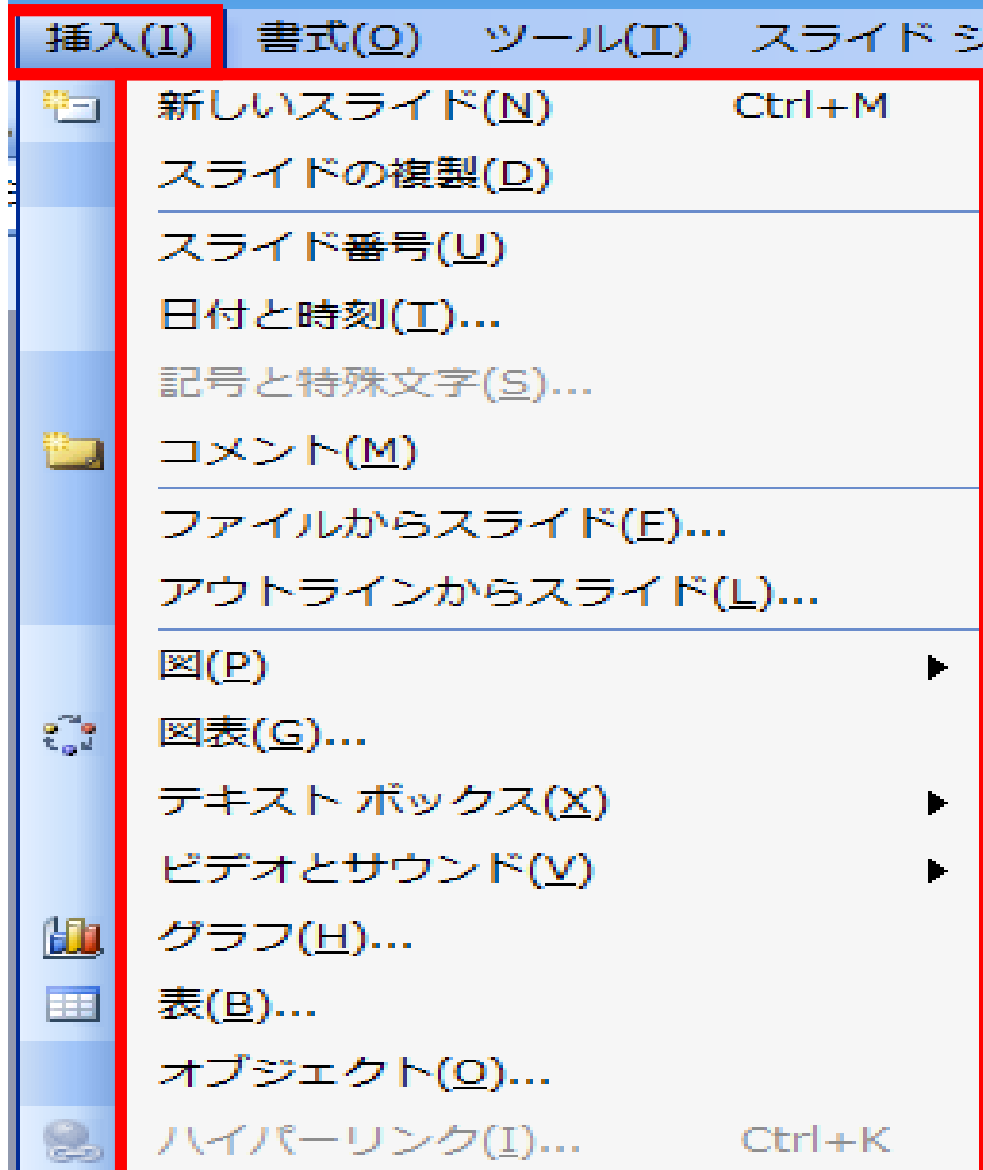 挿入(I) 書式(O) ツール(T) スライド シ
新しいスライド(N) Ctrl+M
スライドの複製(D)
スライド番号(U)
日付と時刻(T)...
記号と特殊文字(S)...
コメント(M)
ファイルからスライド(F)...
アウトラインからスライド(L)...
図(P)
図表(G)...
テキスト ボックス(X)
ビデオとサウンド(V)
グラフ(H)...
表(B)...
オブジェクト(O)...
ハイパーリンク(I)... Ctrl+K